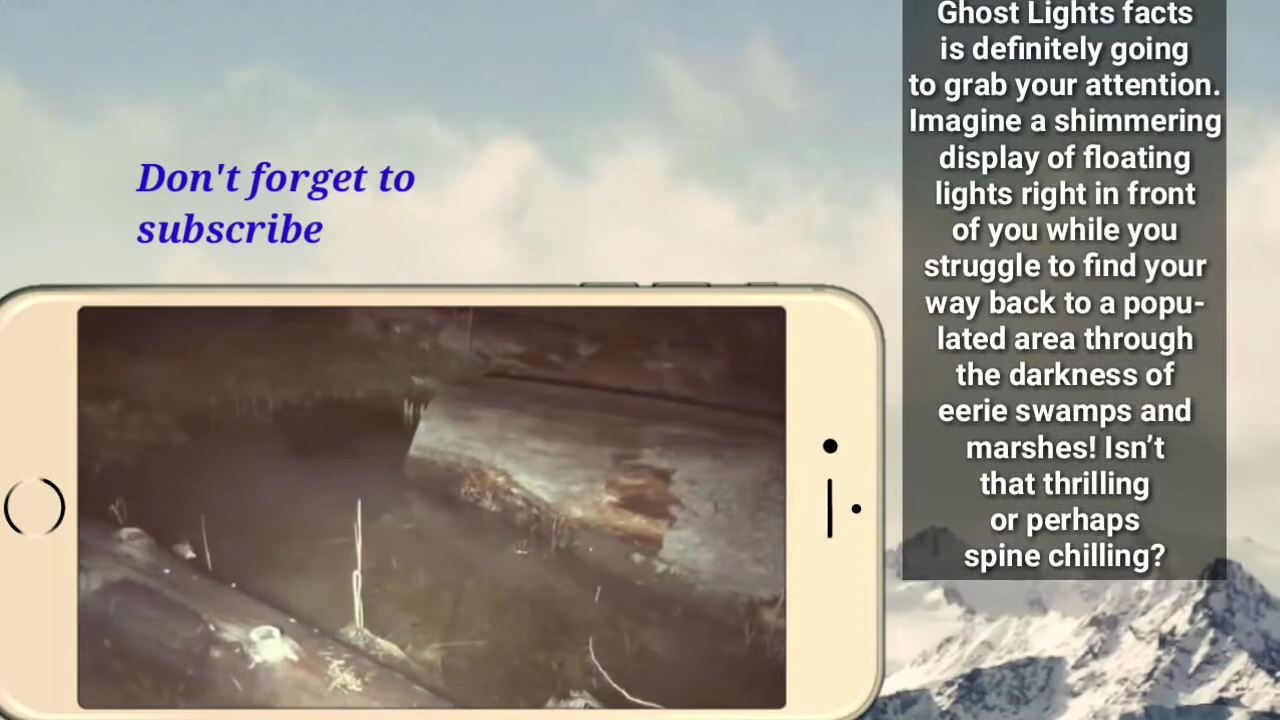 Don't forget to
subscribe
Ghost Lights facts
is definitely going
to grab your attention.
Imagine a shimmering
display of floating
lights right in front
of you while you
struggle to find your
way back to a popu-
lated area through
the darkness of
eerie swamps and
marshes! Isn’t
that thrilling
or perhaps
spine chilling?